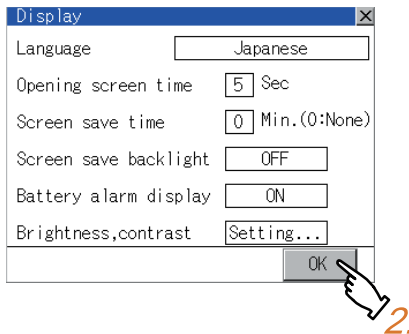 Display
Language Japanese
Opening screen time 5 Sec
Screen save time 0 Min.(0:None)
Screen save backlight OFF
Battery alarm display ON
Brightness,contrast Setting...
OK
2.